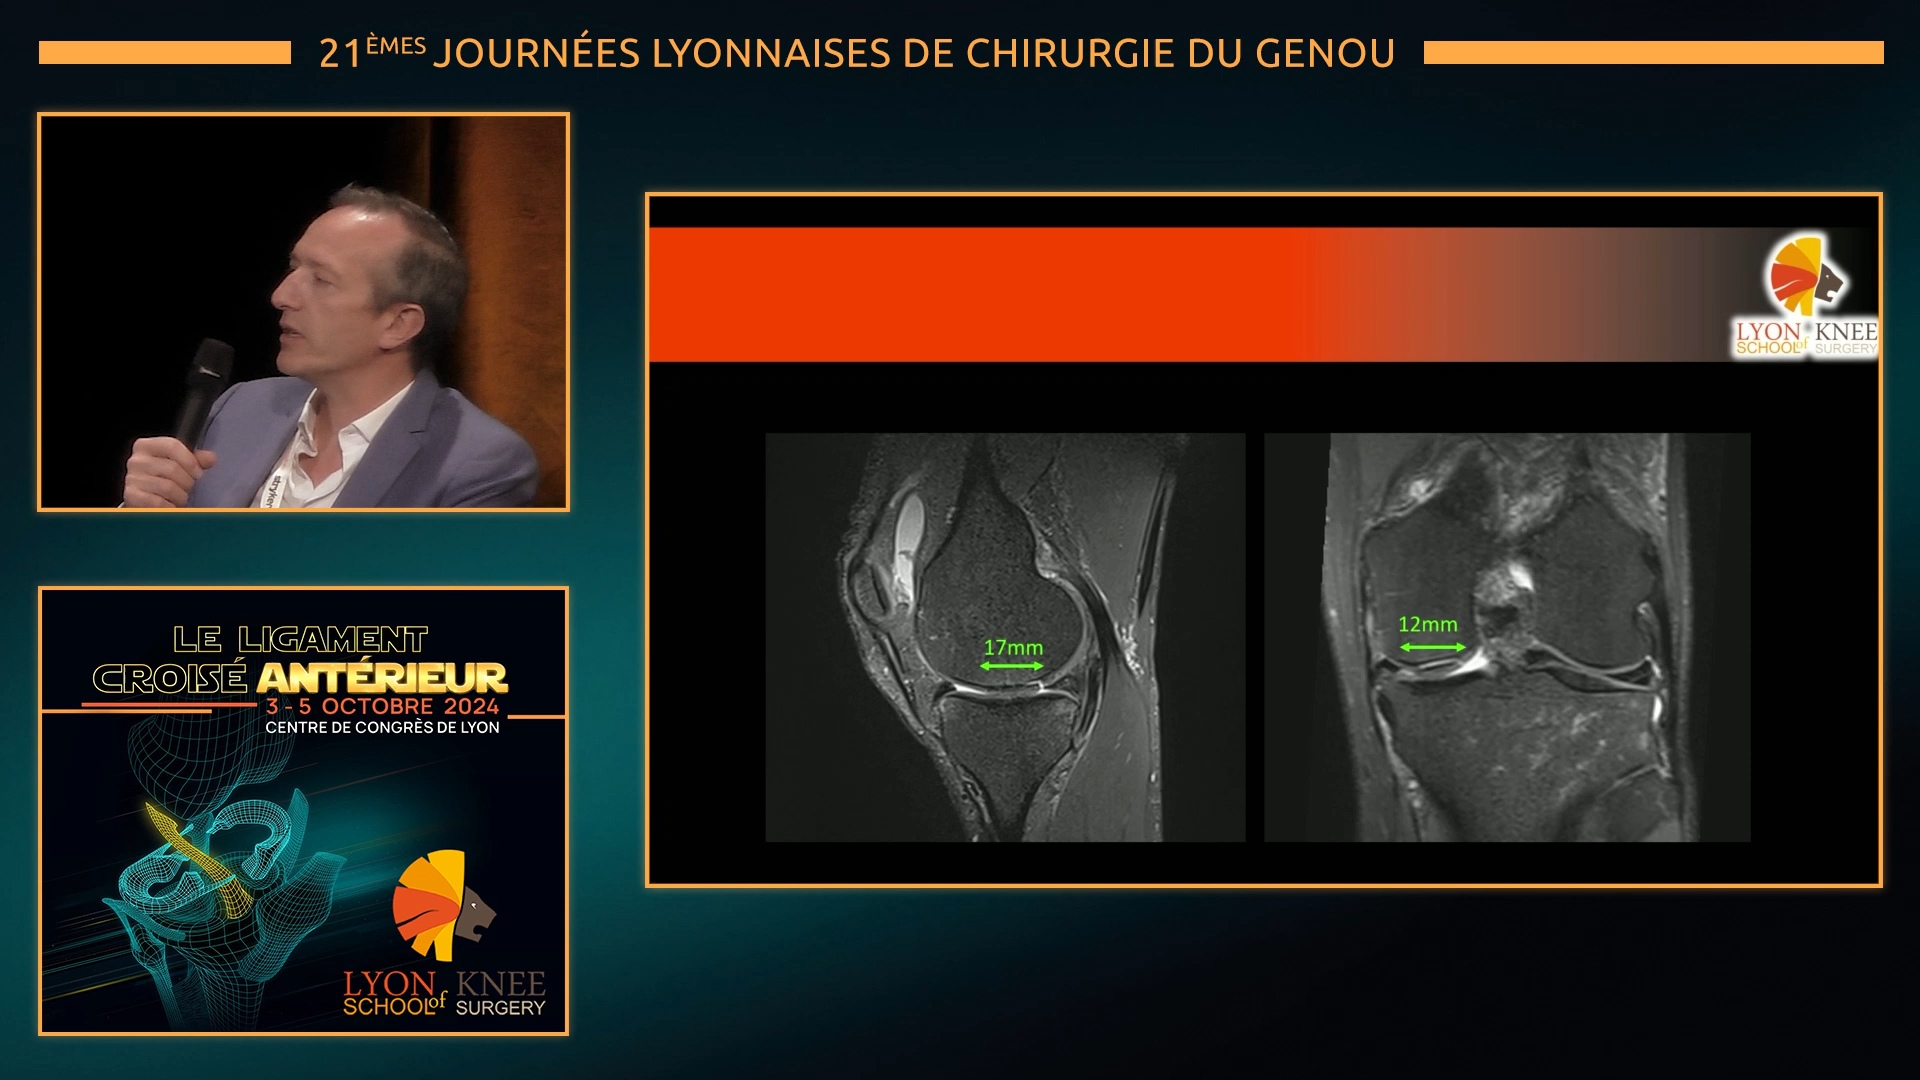 21ÈMES JOURNÉES LYONNAISES DE CHIRURGIE DU GENOU
stryker
LYON KNEE
SCHOOL of SURGERY
17mm
12mm
LE LIGAMENT
CROISÉ ANTÉRIEUR
3 - 5 OCTOBRE 2024
CENTRE DE CONGRÈS DE LYON
LYON KNEE
SCHOOL of SURGERY